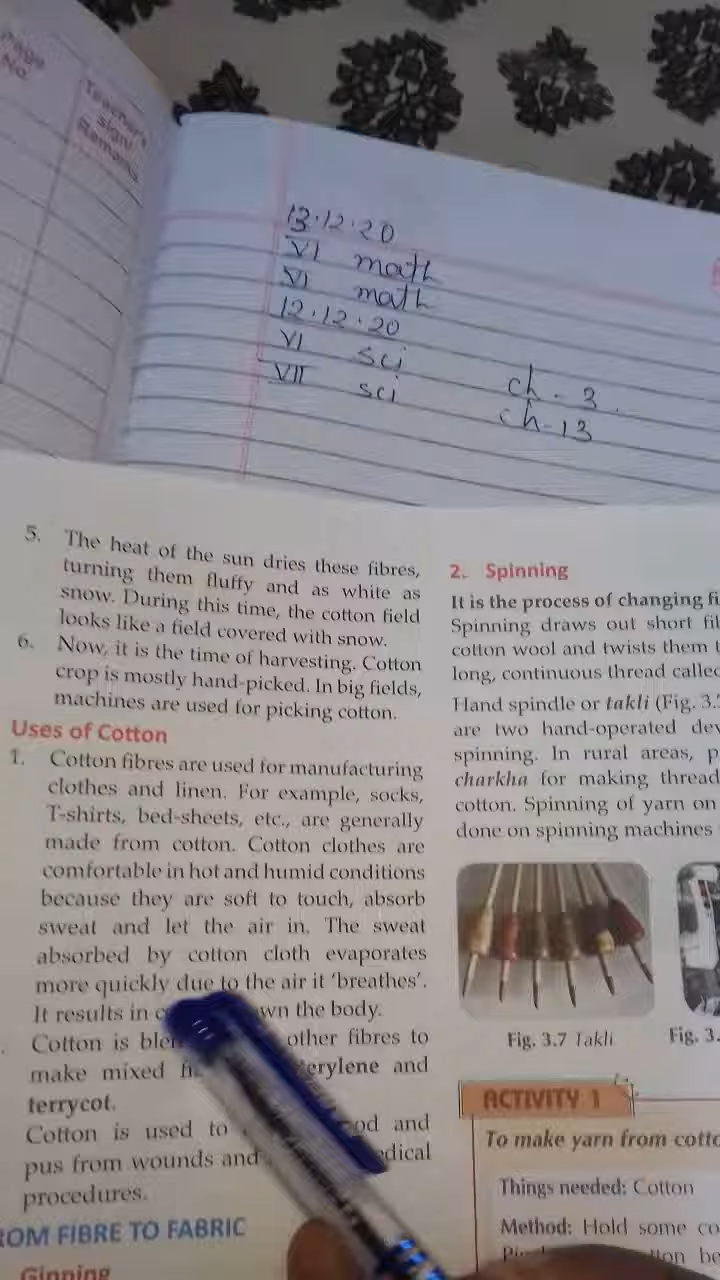 Page
No.
Teacher's
sign/
Remarks
13.12.20
VI math
VI math
12.12.20
VI sci
VII sci
ch - 3.
ch-13
5. The heat of the sun dries these fibres,
turning them fluffy and as white as
snow. During this time, the cotton field
looks like a field covered with snow.
6. Now, it is the time of harvesting. Cotton
crop is mostly hand-picked. In big fields,
machines are used for picking cotton.
Uses of Cotton
1. Cotton fibres are used for manufacturing
clothes and linen. For example, socks,
T-shirts, bed-sheets, etc., are generally
made from cotton. Cotton clothes are
comfortable in hot and humid conditions
because they are soft to touch, absorb
sweat and let the air in. The sweat
absorbed by cotton cloth evaporates
more quickly due to the air it 'breathes'.
It results in the body.
Cotton is other fibres to
make mixed and
terrycot.
Cotton is used to and
pus from wounds and
procedures.
FROM FIBRE TO FABRIC
Ginning
2. Spinning
It is the process of changing
Spinning draws out short
cotton wool and twists them
long, continuous thread
Hand spindle or takli (Fig. 3.
are two hand-operated
spinning. In rural areas,
charkha for making thread
cotton. Spinning of yarn on
done on spinning machines
Fig. 3.7 Takli
Fig. 3.
ACTIVITY 1
To make yarn from
Things needed: Cotton
Method: Hold some